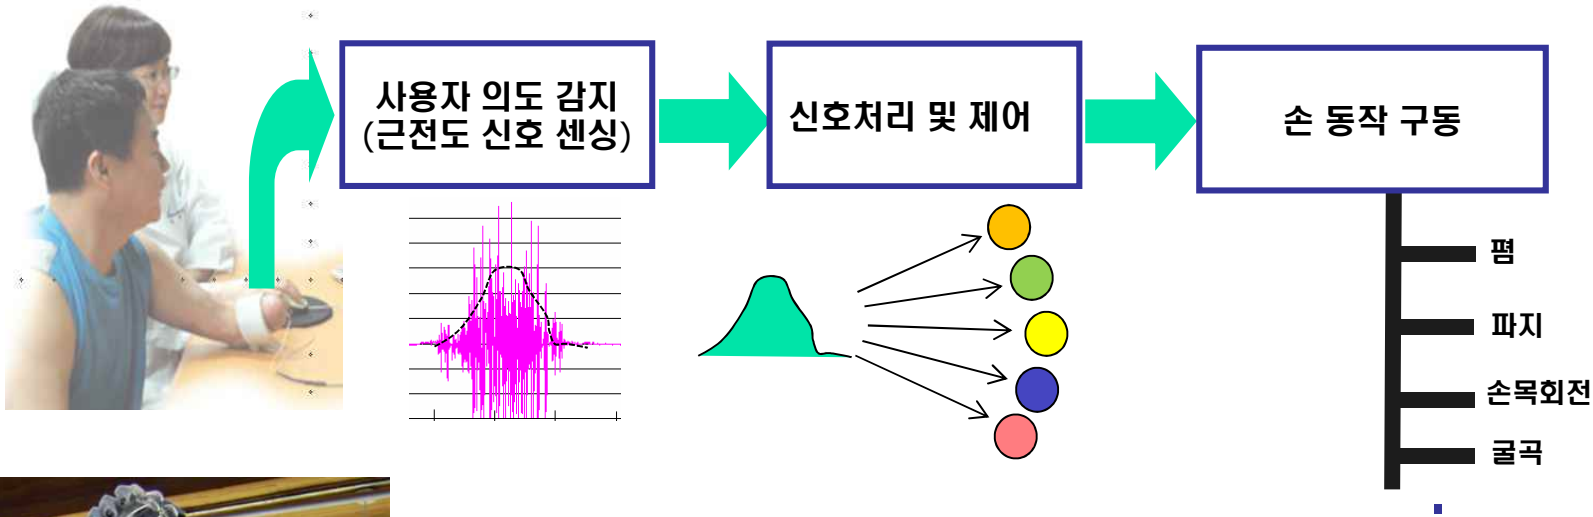 사용자 의도 감지
(근전도 신호 센싱)
신호처리 및 제어
손 동작 구동
폄
파지
손목회전
굴곡